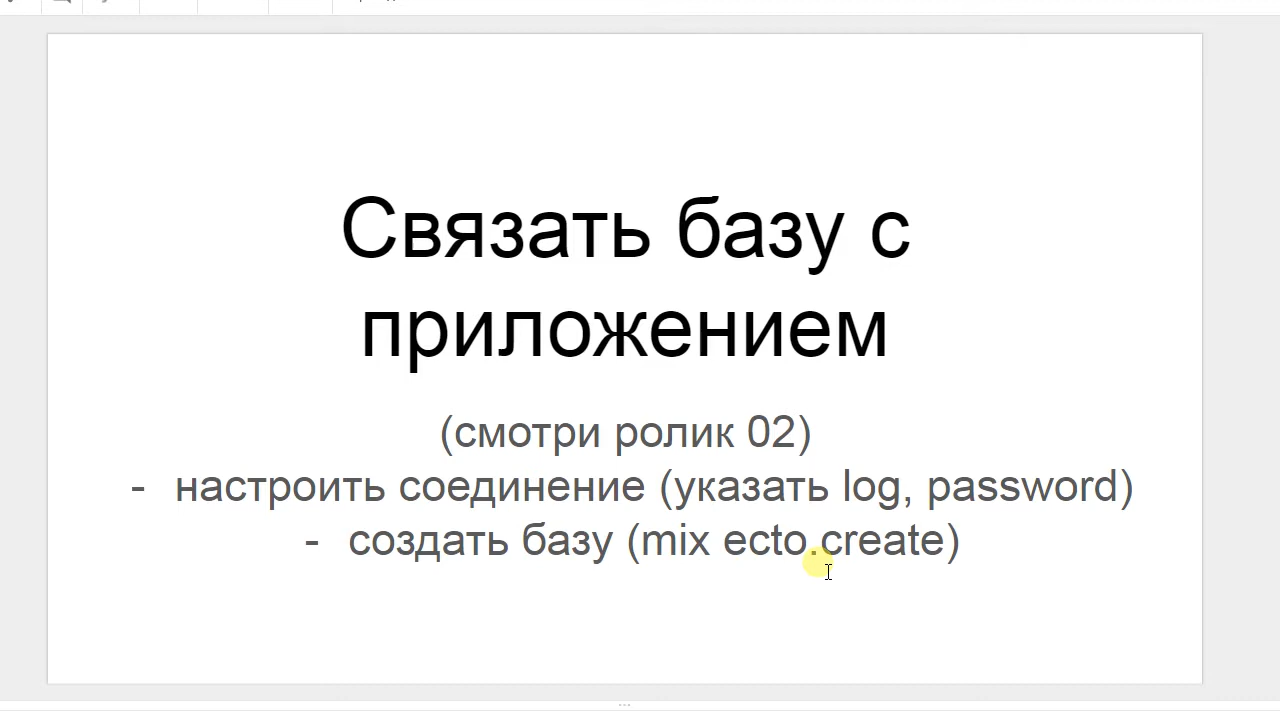 Связать базу с
приложением
(смотри ролик 02)
- настроить соединение (указать log, password)
- создать базу (mix ecto.create)